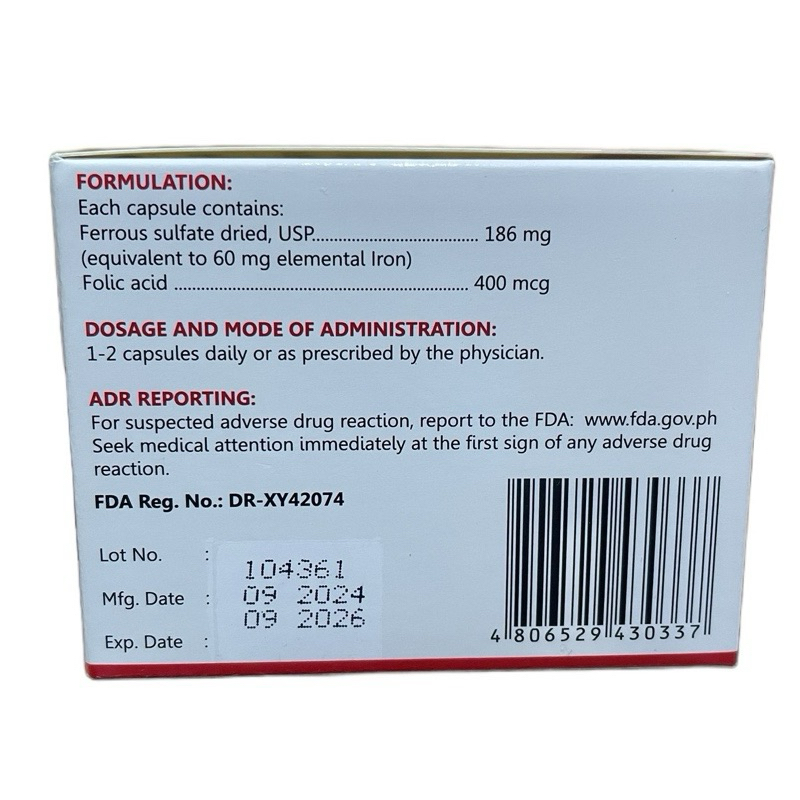 FORMULATION:
Each capsule contains:
Ferrous sulfate dried, USP........................................ 186 mg
(equivalent to 60 mg elemental Iron)
Folic acid ..................................................................... 400 mcg
DOSAGE AND MODE OF ADMINISTRATION:
1-2 capsules daily or as prescribed by the physician.
ADR REPORTING:
For suspected adverse drug reaction, report to the FDA: www.fda.gov.ph
Seek medical attention immediately at the first sign of any adverse drug
reaction.
FDA Reg. No.: DR-XY42074
Lot No. : 104361
Mfg. Date : 09 2024
Exp. Date : 09 2026
4 806529 430337